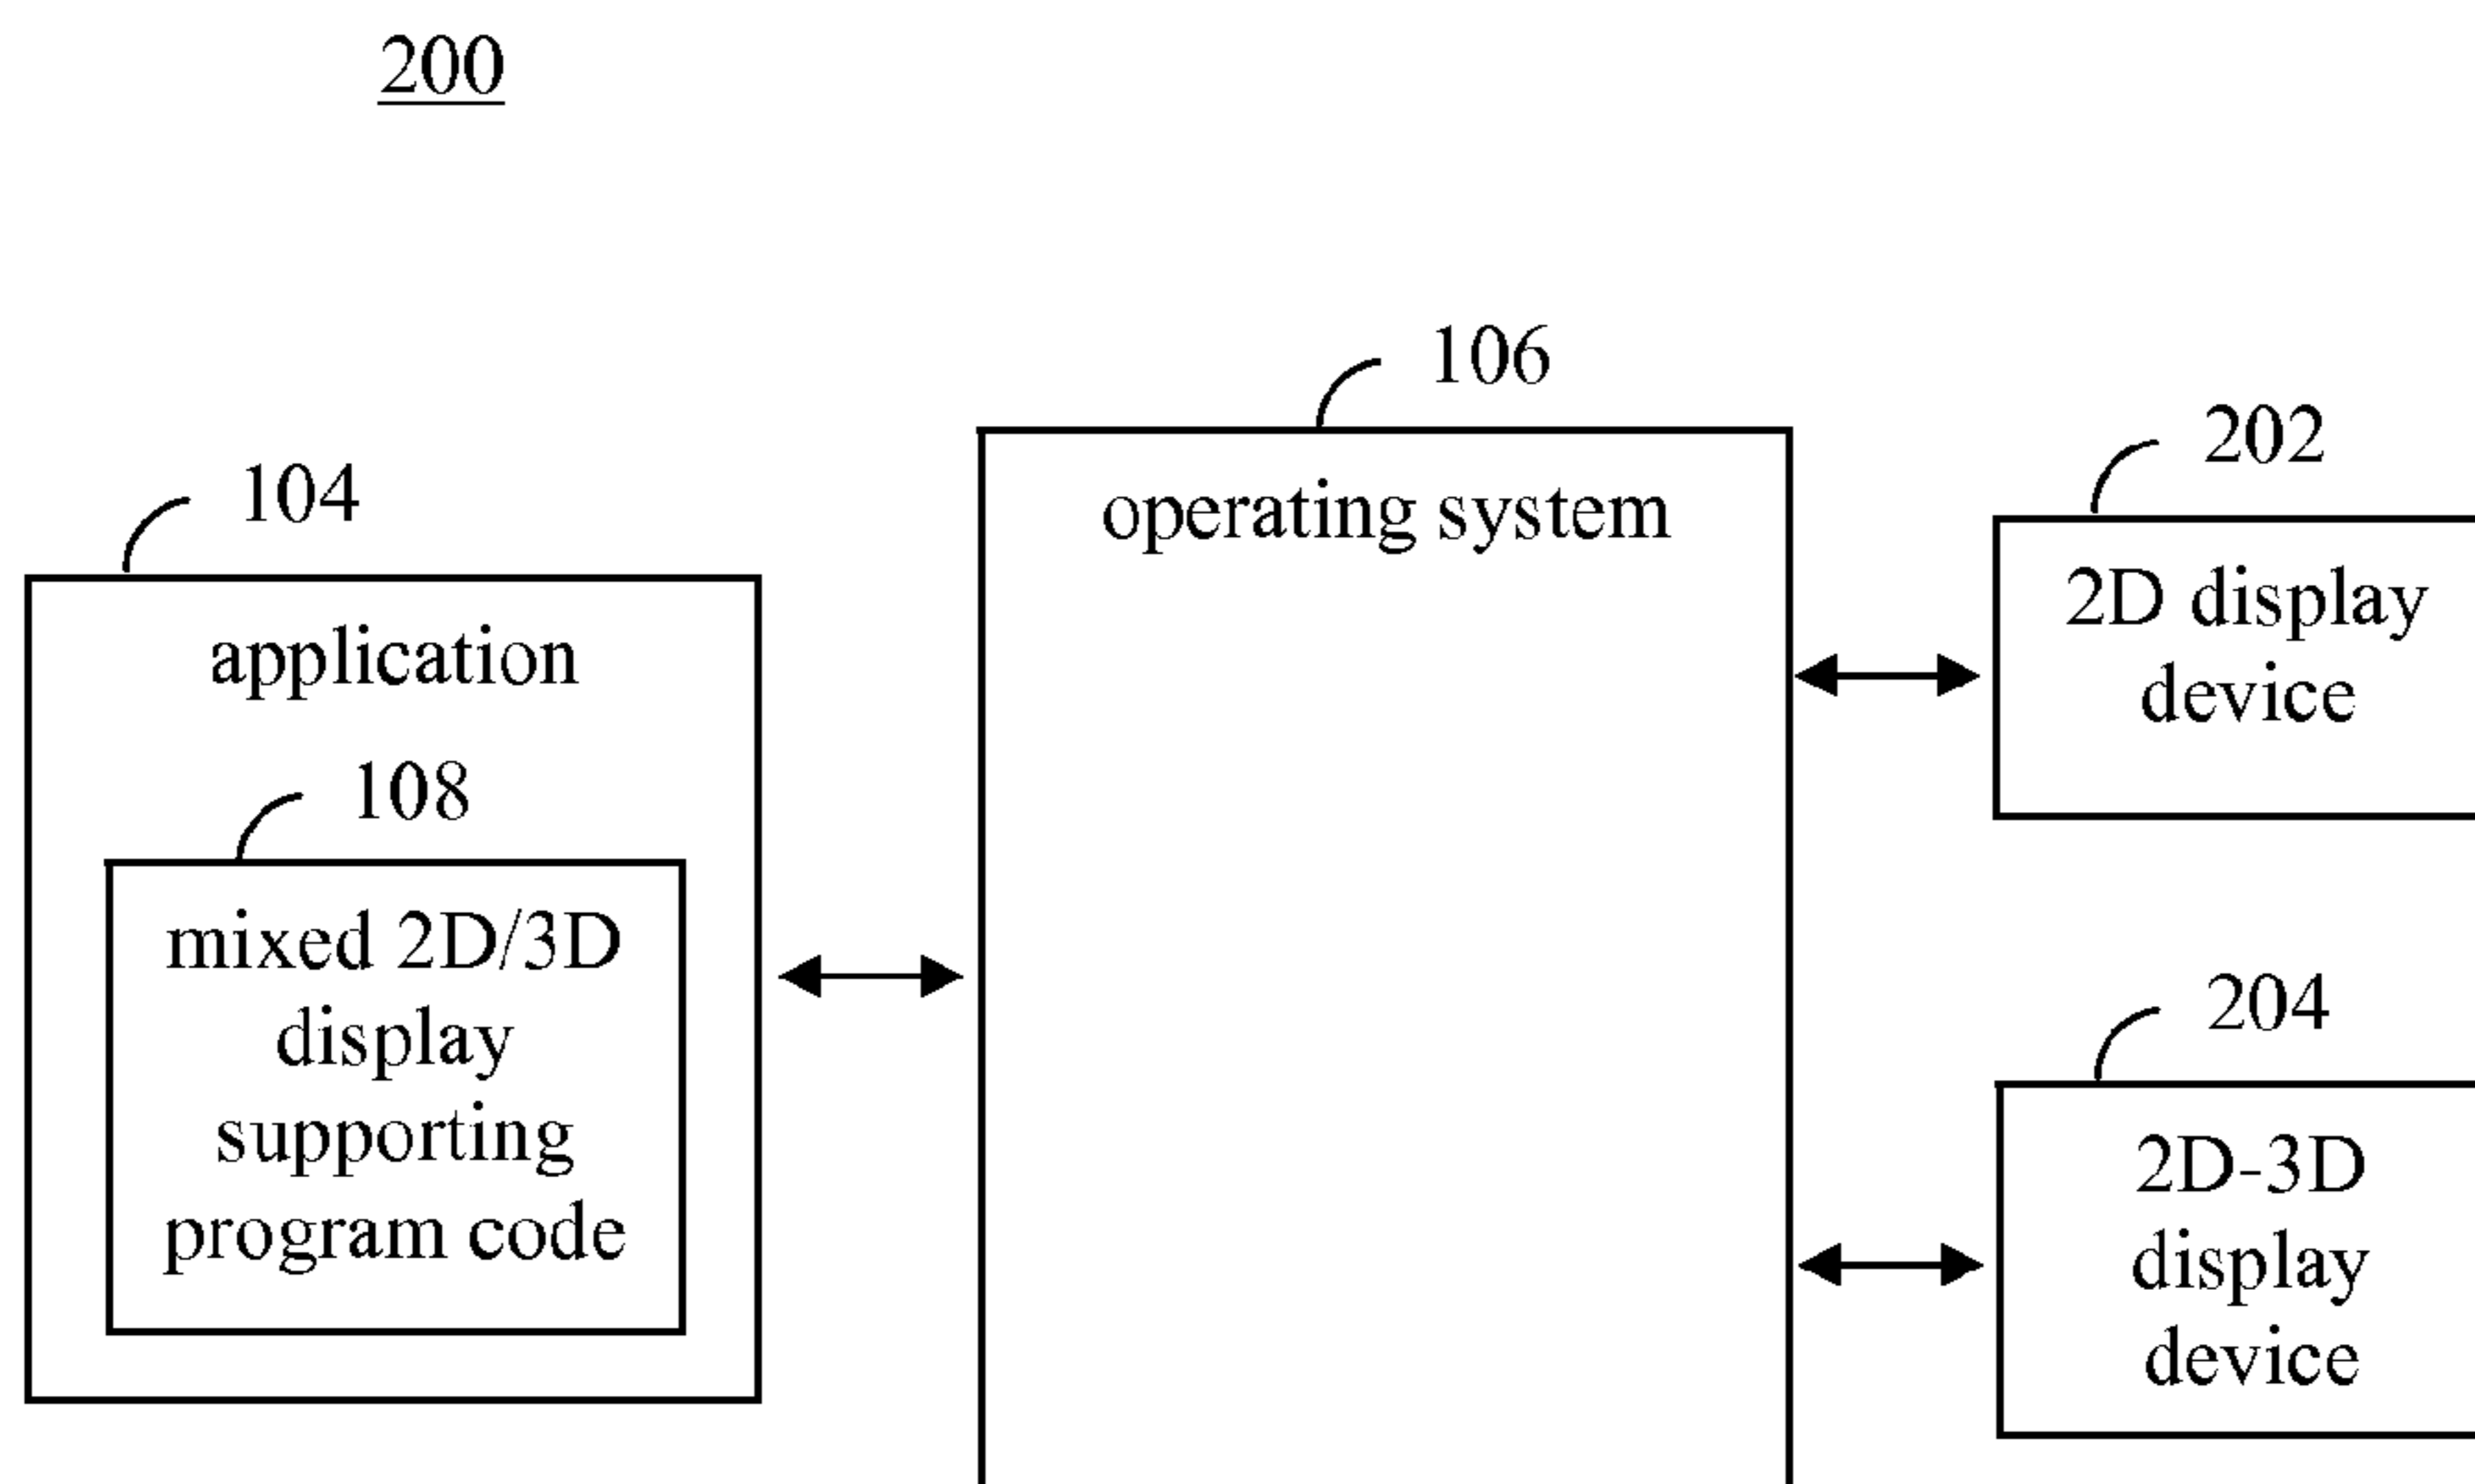 200
104
application
108
mixed 2D/3D
display
supporting
program code
106
operating system
202
2D display
device
204
2D-3D
display
device